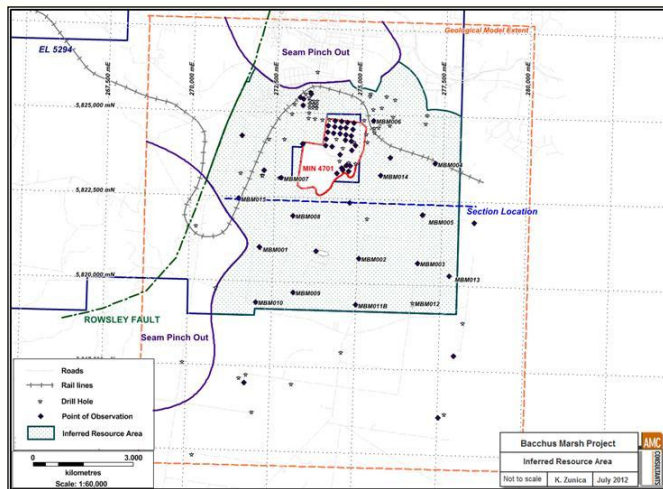 EL 5294
Seam Pinch Out
Geological Model Extent
267,500 mE
270,000 mE
272,500 mE
275,000 mE
277,500 mE
280,000 mE
5,825,000 mN
MBM006
MIN 4701
MBM004
5,822,500 mN
MBM007
MBM014
MBM015
Section Location
MBM008
MBM005
MBM001
MBM002
MBM003
5,820,000 mN
MBM013
MBM009
MBM010
MBM011B
MBM012
ROWSLEY FAULT
Seam Pinch Out
Roads
Rail lines
Drill Hole
Point of Observation
Inferred Resource Area
0
3.000
kilometres
Scale: 1:60,000
Bacchus Marsh Project
Inferred Resource Area
Not to scale
K. Zunica
July 2012
AMC
CONSULTANTS